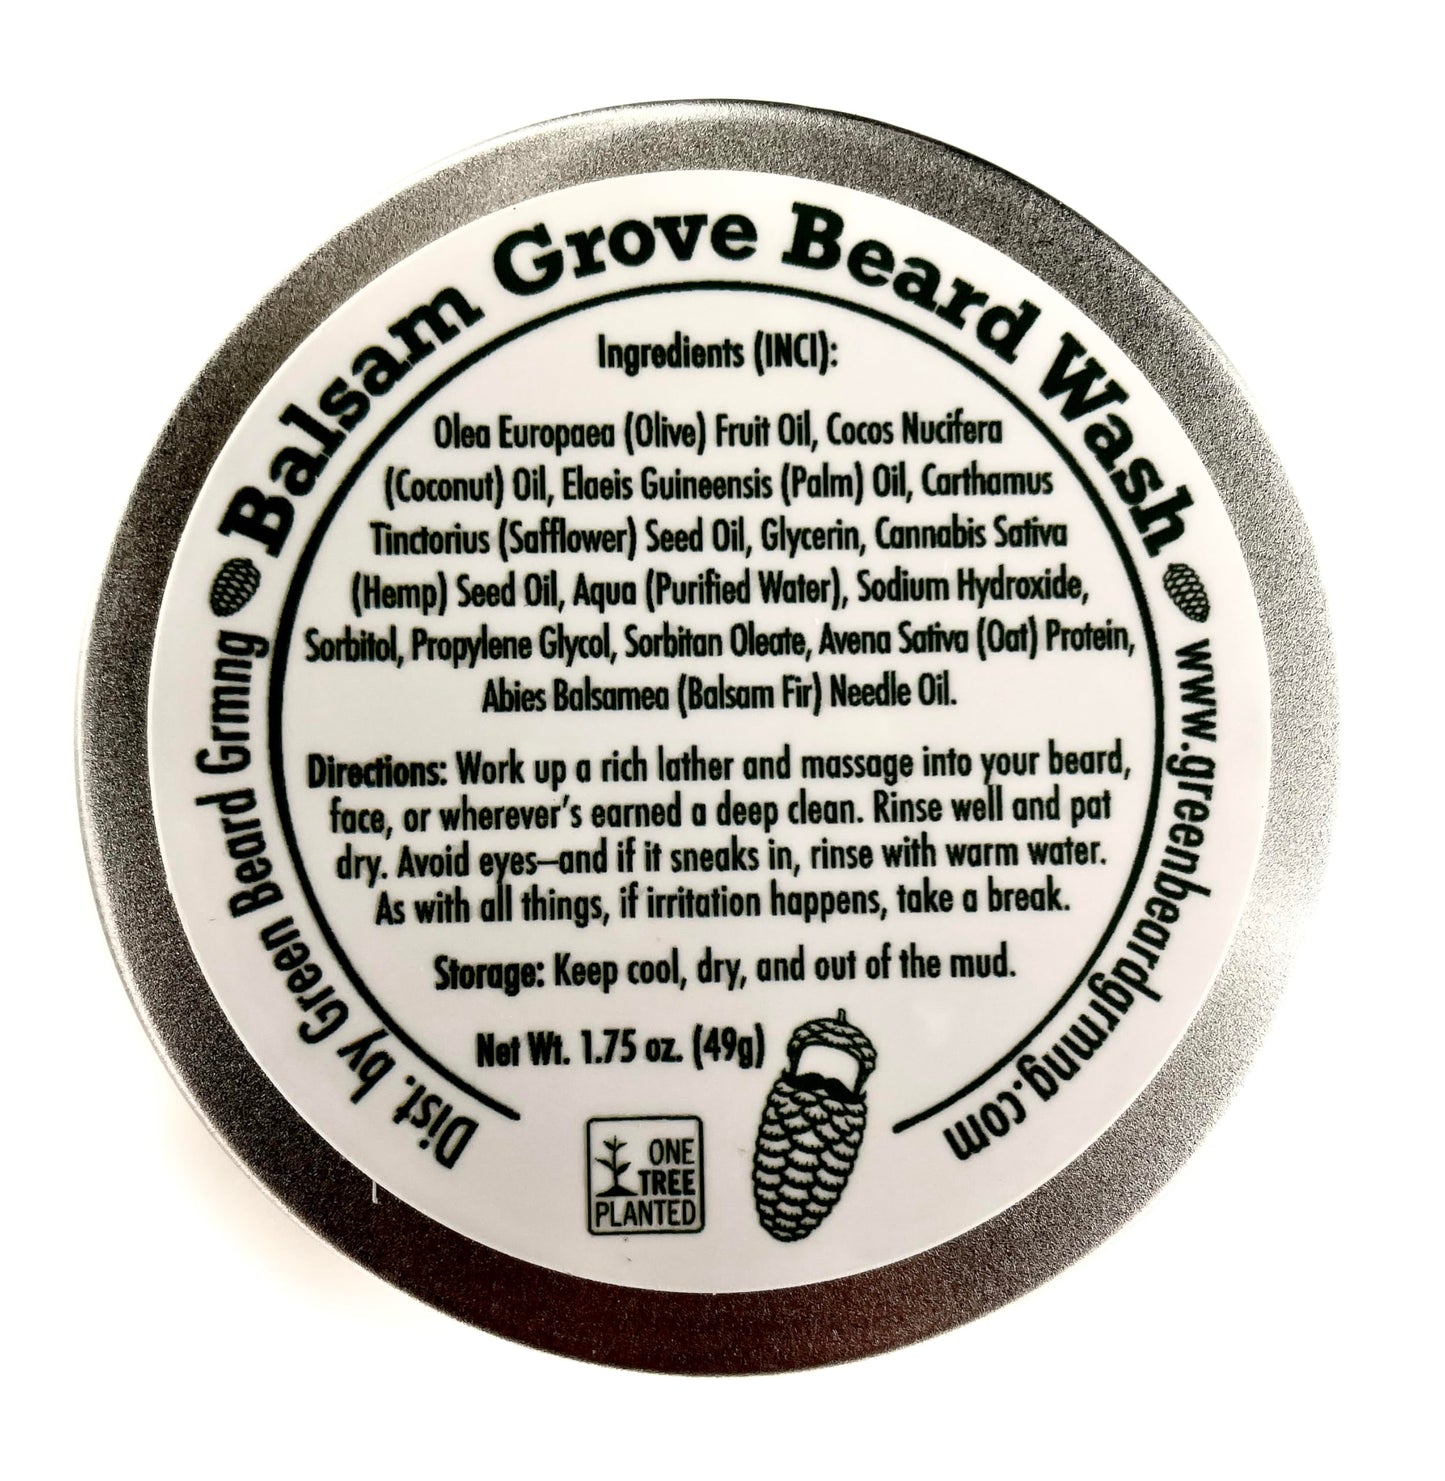 Balsam Grove Beard Wash
Ingredients (INCI):
Olea Europaea (Olive) Fruit Oil, Cocos Nucifera
(Coconut) Oil, Elaeis Guineensis (Palm) Oil, Carthamus
Tinctorius (Safflower) Seed Oil, Glycerin, Cannabis Sativa
(Hemp) Seed Oil, Aqua (Purified Water), Sodium Hydroxide,
Sorbitol, Propylene Glycol, Sorbitan Oleate, Avena Sativa (Oat) Protein,
Abies Balsamea (Balsam Fir) Needle Oil.
Directions: Work up a rich lather and massage into your beard,
face, or wherever's earned a deep clean. Rinse well and pat
dry. Avoid eyes—and if it sneaks in, rinse with warm water.
As with all things, if irritation happens, take a break.
Storage: Keep cool, dry, and out of the mud.
Net Wt. 1.75 oz. (49g)
ONE
TREE
PLANTED
Dist. by Green Beard Grmng
www.greenbeardgrmng.com